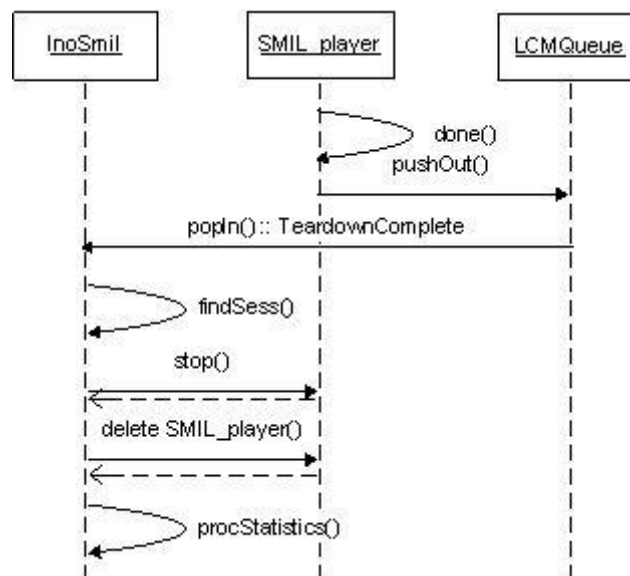 InoSmil
SMIL_player
LCMQueue
done()
pushOut()
popIn() :: TeardownComplete
findSess()
stop()
delete SMIL_player()
procStatistics()